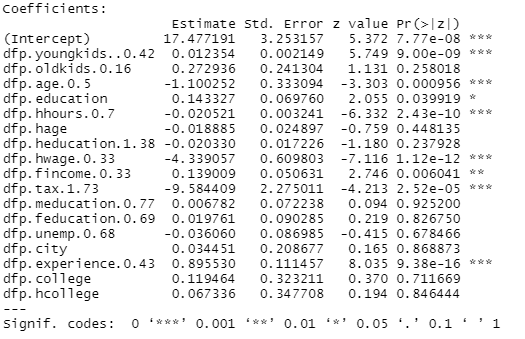 Coefficients:
                       Estimate Std. Error z value Pr(>|z|)
(Intercept)           17.477191   3.253157   5.372 7.77e-08 ***
dfp.youngkids..0.42    0.012354   0.002149   5.749 9.00e-09 ***
dfp.oldkids.0.16       0.272936   0.241304   1.131 0.258018
dfp.age.0.5           -1.100252   0.333094  -3.303 0.000956 ***
dfp.education          0.143327   0.069760   2.055 0.039919 *
dfp.hhours.0.7        -0.020521   0.003241  -6.332 2.43e-10 ***
dfp.hage              -0.018885   0.024897  -0.759 0.448135
dfp.heducation.1.38   -0.020330   0.017226  -1.180 0.237928
dfp.hwage.0.33        -4.339057   0.609803  -7.116 1.12e-12 ***
dfp.fincome.0.33       0.139009   0.050631   2.746 0.006041 **
dfp.tax.1.73          -9.584409   2.275011  -4.213 2.52e-05 ***
dfp.meducation.0.77    0.006782   0.072238   0.094 0.925200
dfp.feducation.0.69    0.019761   0.090285   0.219 0.826750
dfp.unemp.0.68        -0.036060   0.086985  -0.415 0.678466
dfp.city               0.034451   0.208677   0.165 0.868873
dfp.experience.0.43    0.895530   0.111457   8.035 9.38e-16 ***
dfp.college            0.119464   0.323211   0.370 0.711669
dfp.hcollege           0.067336   0.347708   0.194 0.846444
---
Signif. codes:  0 ‘***’ 0.001 ‘**’ 0.01 ‘*’ 0.05 ‘.’ 0.1 ‘ ’ 1